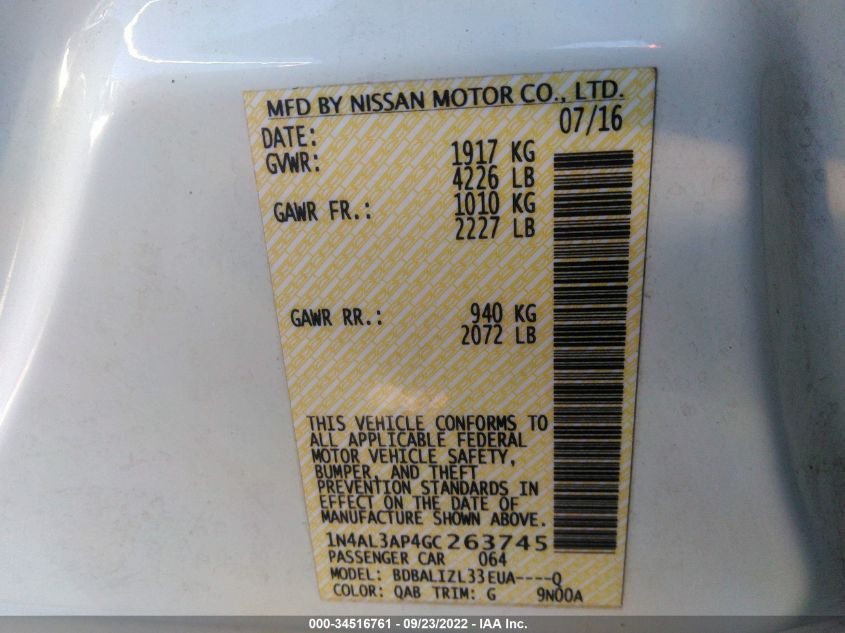 MFD BY NISSAN MOTOR CO., LTD.
DATE: 07/16
GVWR: 1917 KG
4226 LB
GAWR FR.: 1010 KG
2227 LB
GAWR RR.: 940 KG
2072 LB
THIS VEHICLE CONFORMS TO
ALL APPLICABLE FEDERAL
MOTOR VEHICLE SAFETY,
BUMPER, AND THEFT
PREVENTION STANDARDS IN
EFFECT ON THE DATE OF
MANUFACTURE SHOWN ABOVE.
1N4AL3AP4GC263745
PASSENGER CAR 064
MODEL: BDBALIZL33EUA----Q
COLOR: QAB TRIM: G 9N00A
000-34516761 - 09/23/2022 - IAA Inc.